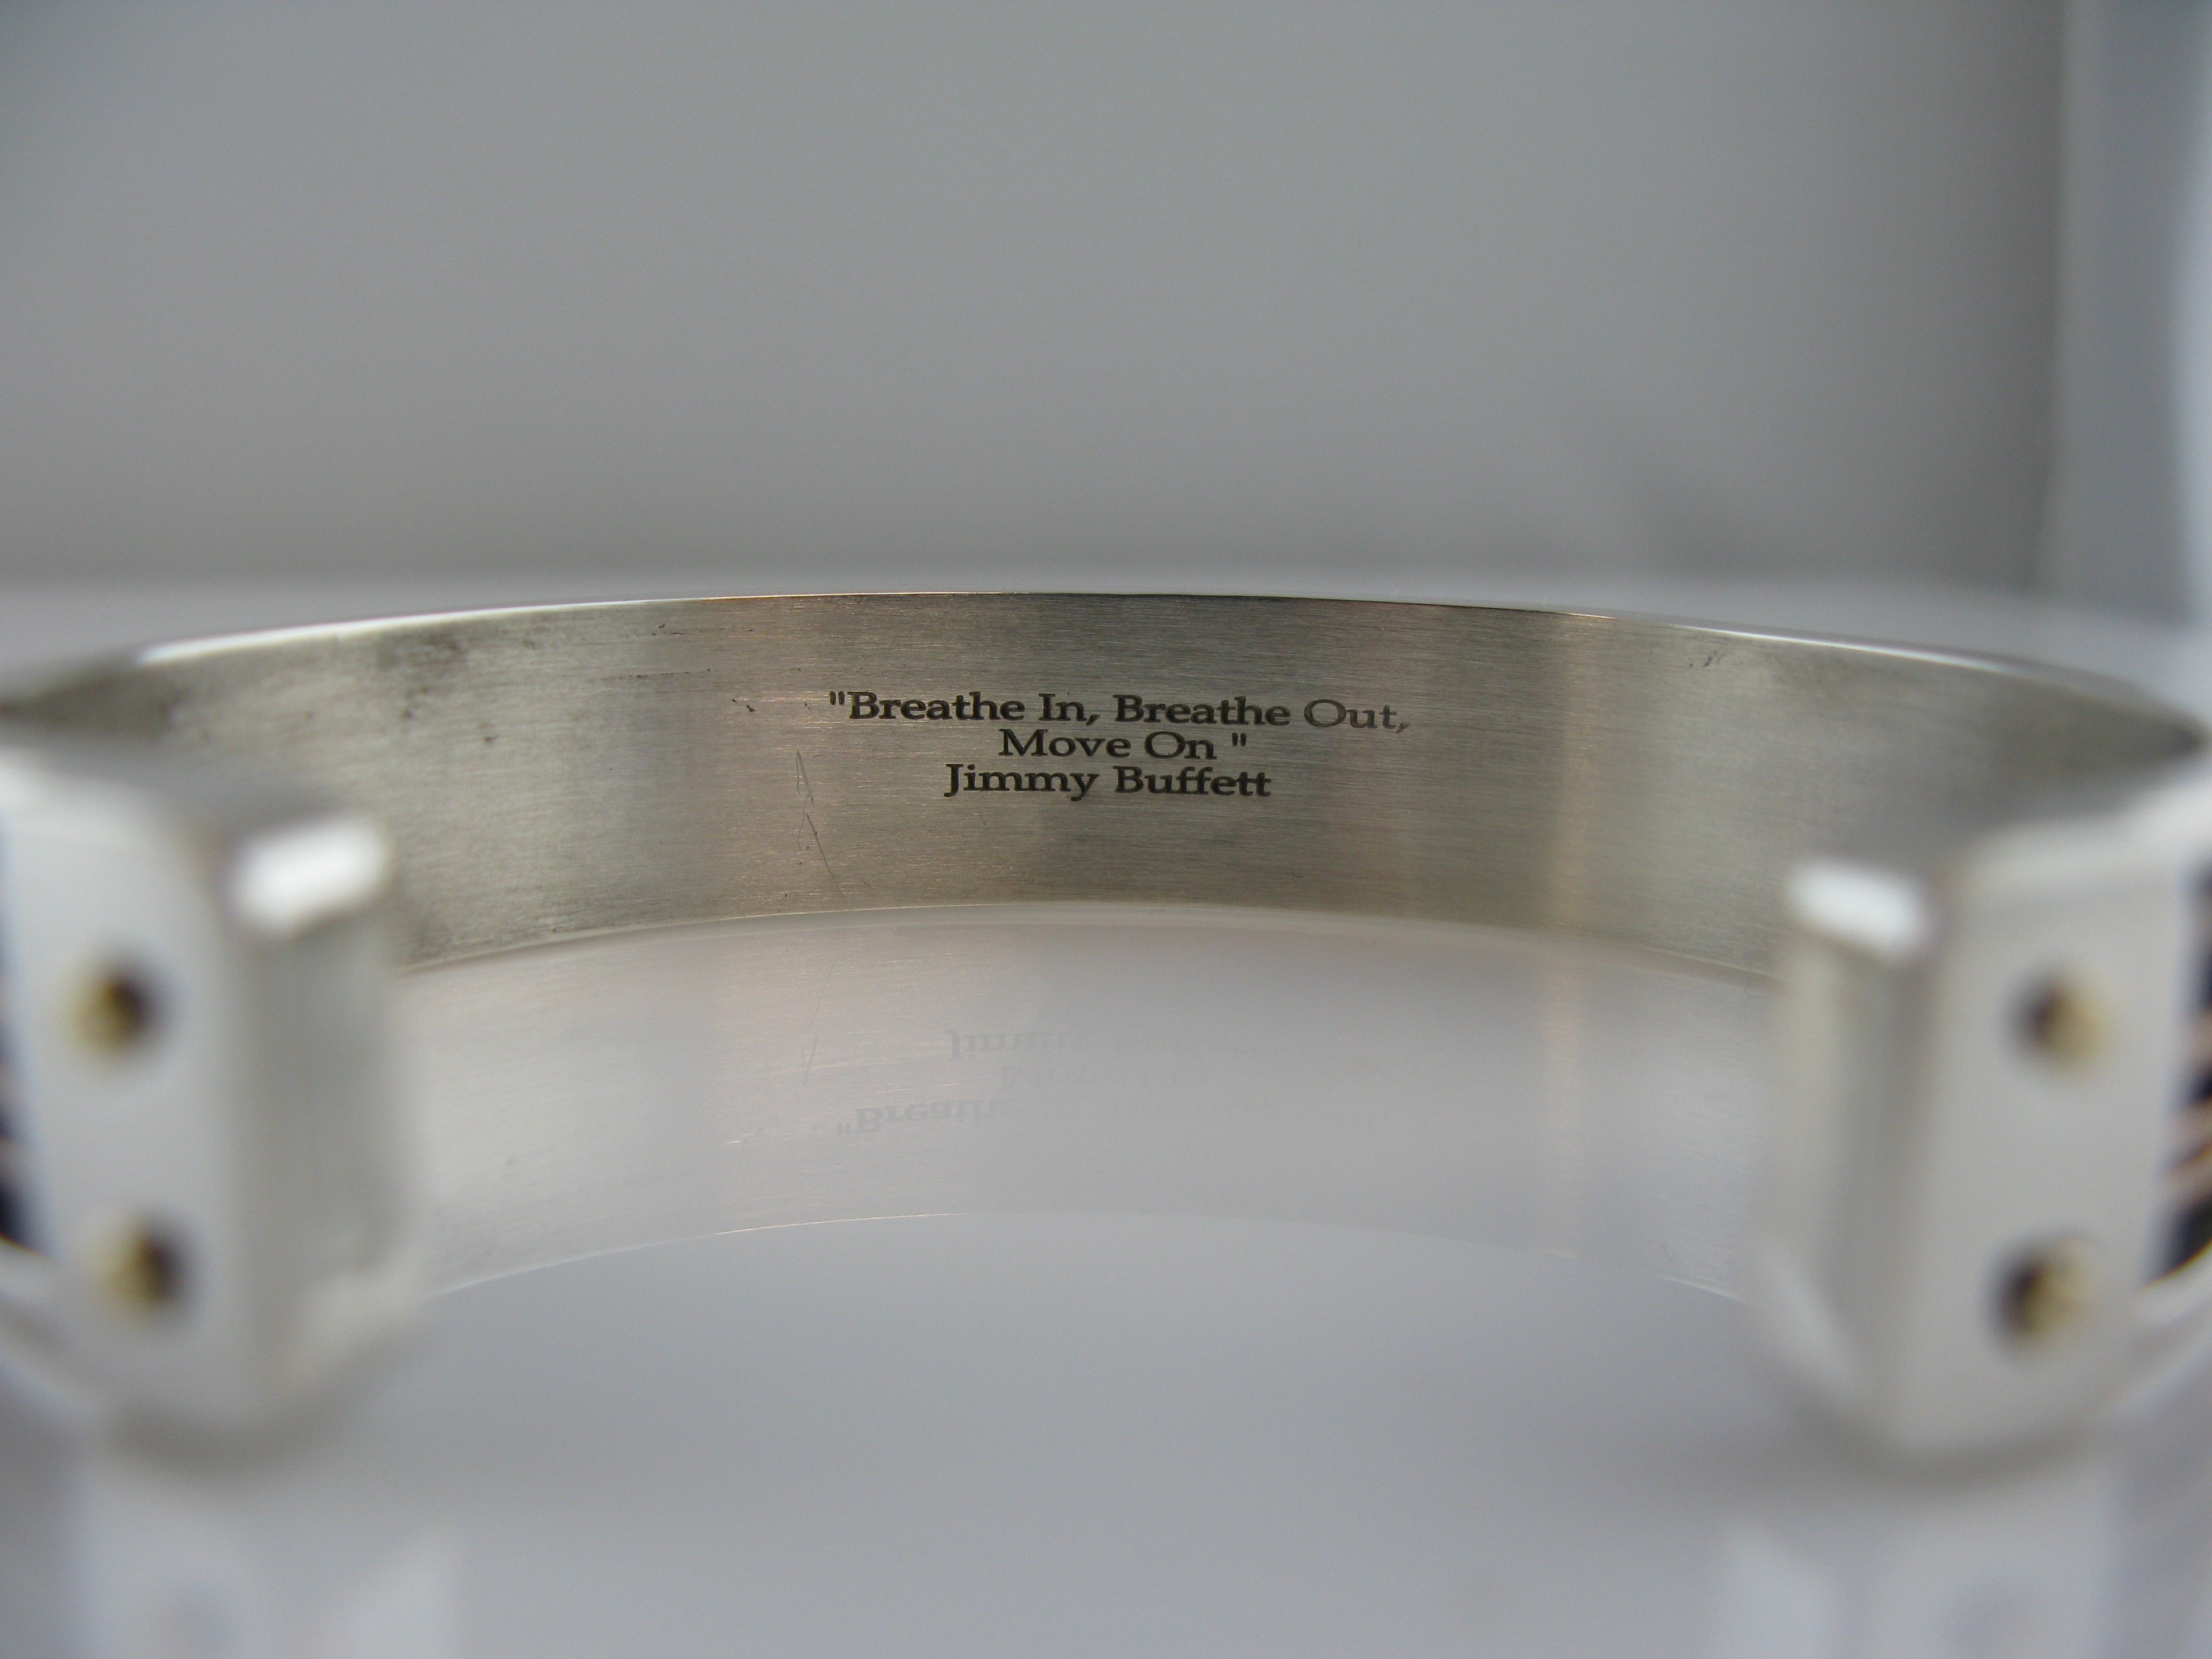 "Breathe In, Breathe Out,
Move On "
Jimmy Buffett